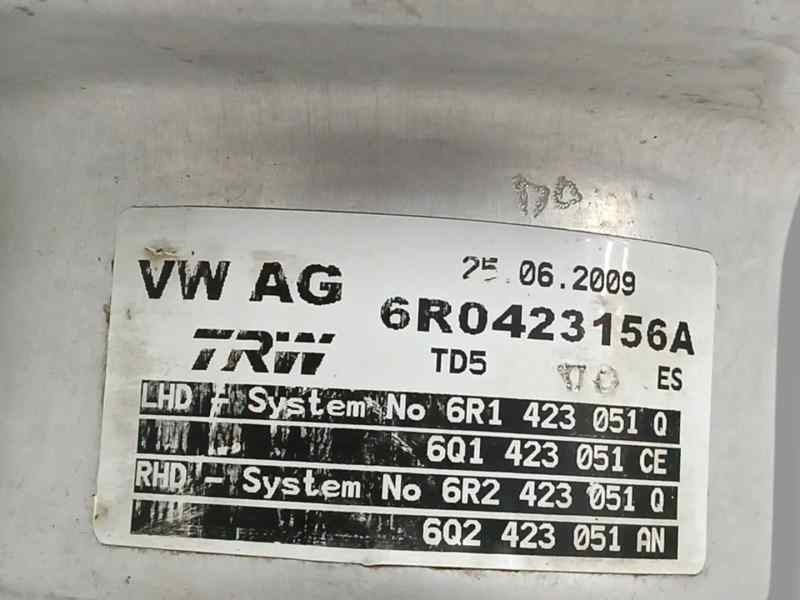 VW AG 25.06.2009
6R0423156A
TRW TD5 ES
LHD - System No 6R1 423 051 Q
6Q1 423 051 CE
RHD - System No 6R2 423 051 Q
6Q2 423 051 AN